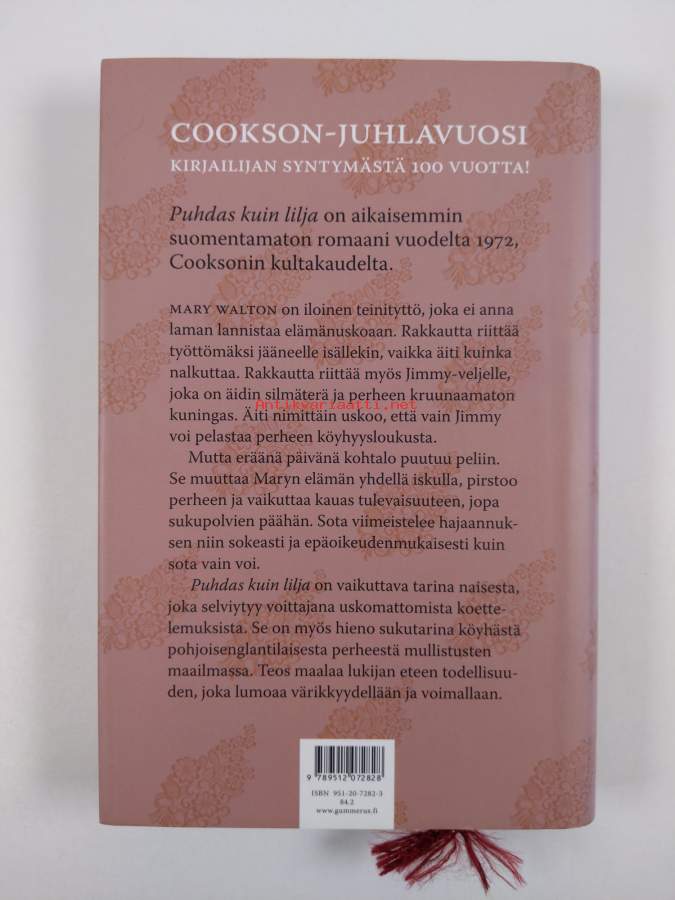 COOKSON-JUHLAVUOSI
KIRJAILIJAN SYNTYMÄSTÄ 100 VUOTTA!
Puhdas kuin lilja on aikaisemmin
suomentamaton romaani vuodelta 1972,
Cooksonin kultakaudelta.
MARY WALTON on iloinen teinityttö, joka ei anna
laman lannistaa elämänuskoaan. Rakkautta riittää
työttömäksi jääneelle isällekin, vaikka äiti kuinka
nalkuttaa. Rakkautta riittää myös Jimmy-veljelle,
joka on äidin silmäterä ja perheen kruunaamaton
Antikvariaatti.net
kuningas. Äiti nimittäin uskoo, että vain Jimmy
voi pelastaa perheen köyhyysloukusta.
Mutta eräänä päivänä kohtalo puutuu peliin.
Se muuttaa Maryn elämän yhdellä iskulla, pirstoo
perheen ja vaikuttaa kauas tulevaisuuteen, jopa
sukupolvien päähän. Sota viimeistelee hajaannuk-
sen niin sokeasti ja epäoikeudenmukaisesti kuin
sota vain voi.
Puhdas kuin lilja on vaikuttava tarina naisesta,
joka selviytyy voittajana uskomattomista koette-
lemuksista. Se on myös hieno sukutarina köyhästä
pohjoisenglantilaisesta perheestä mullistusten
maailmassa. Teos maalaa lukijan eteen todellisuu-
den, joka lumoaa värikkyydellään ja voimallaan.
9 789512 072828
ISBN 951-20-7282-3
84.2
www.gummerus.fi